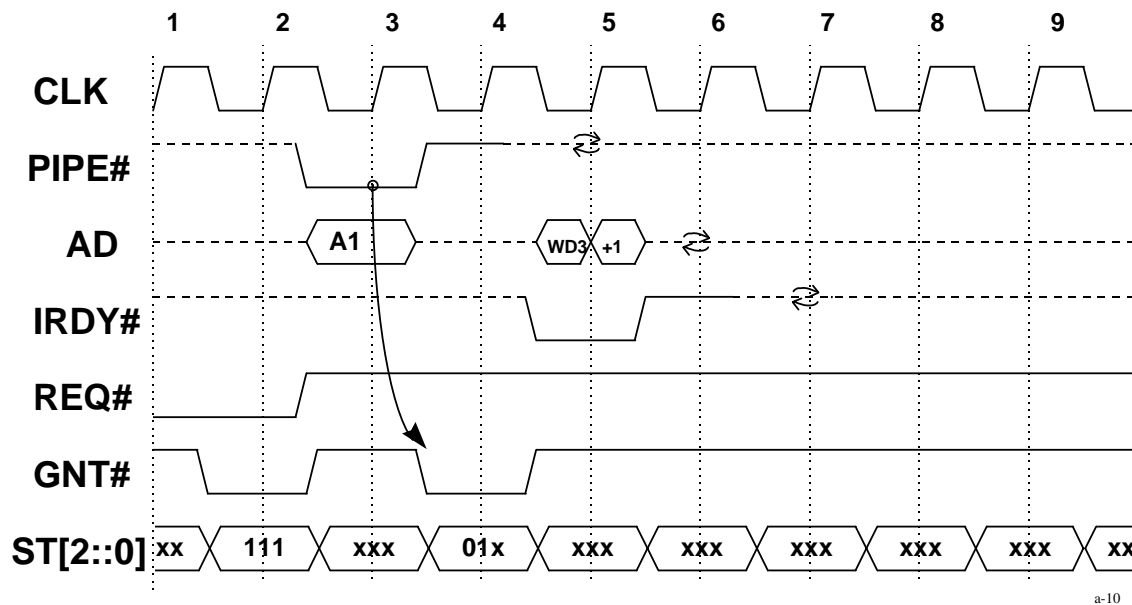 1 2 3 4 5 6 7 8 9
CLK
PIPE#
AD A1 WD3 +1
IRDY#
REQ#
GNT#
ST[2::0] xx 111 xxx 01x xxx xxx xxx xxx xxx xx
a-10